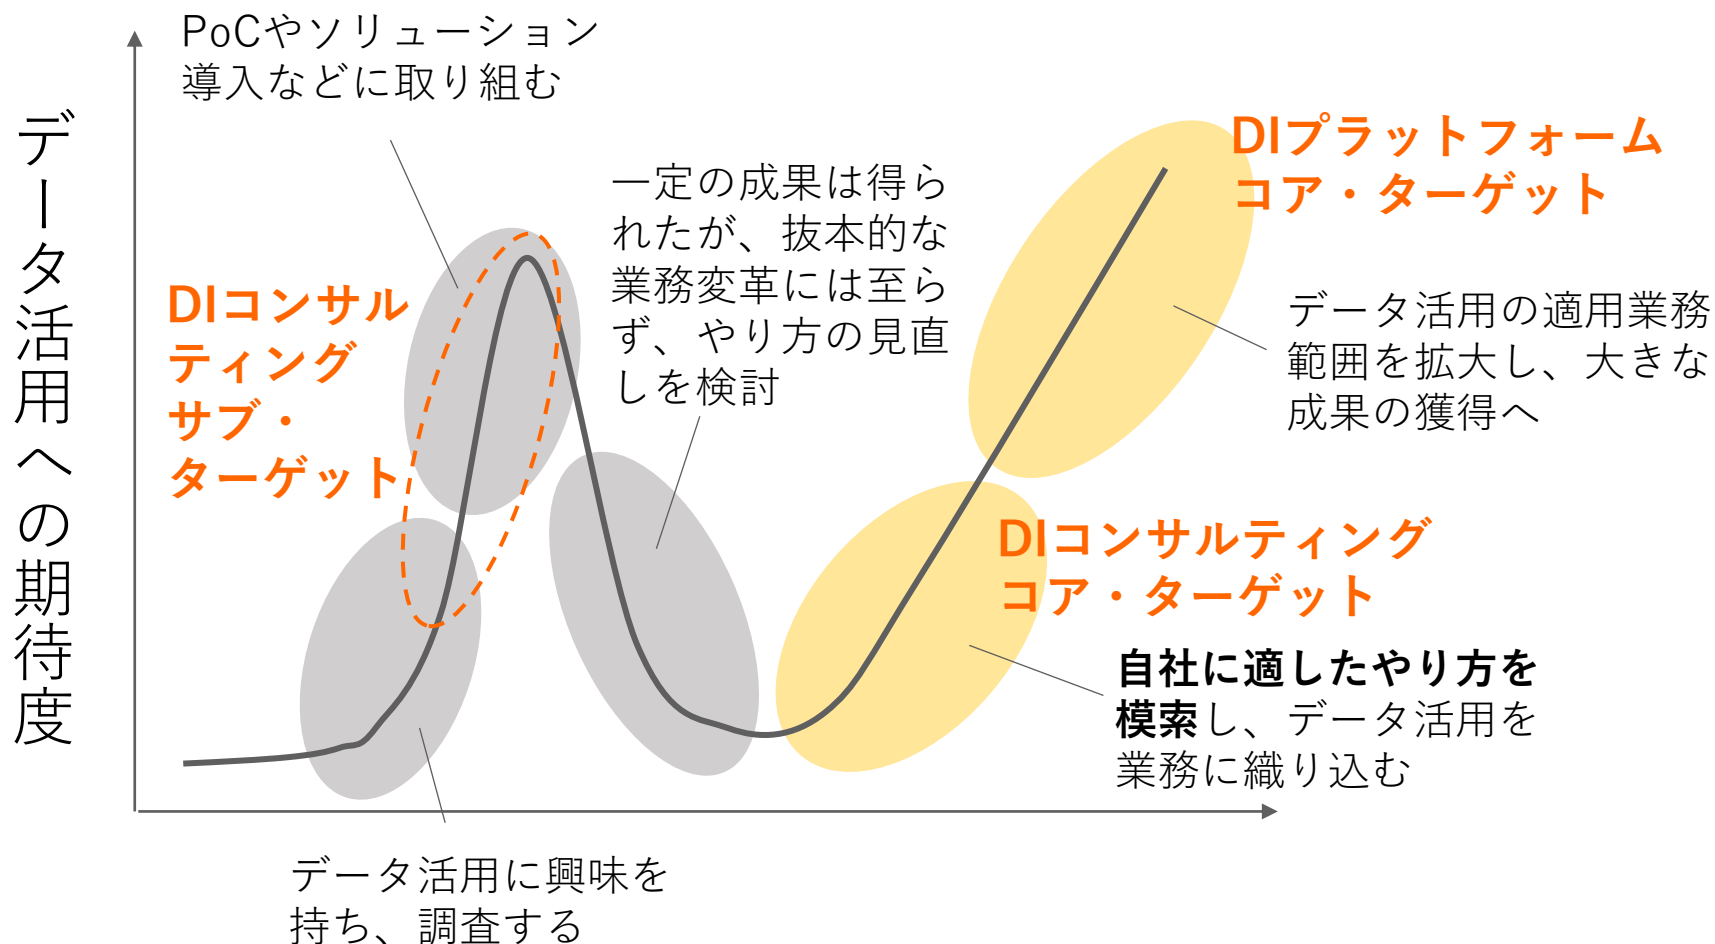 PoCやソリューション
導入などに取り組む
データ活用への期待度
DIコンサル
ティング
サブ・
ターゲット
一定の成果は得ら
れたが、抜本的な
業務変革には至ら
ず、やり方の見直
しを検討
DIプラットフォーム
コア・ターゲット
データ活用の適用業務
範囲を拡大し、大きな
成果の獲得へ
DIコンサルティング
コア・ターゲット
自社に適したやり方を
模索し、データ活用を
業務に織り込む
データ活用に興味を
持ち、調査する